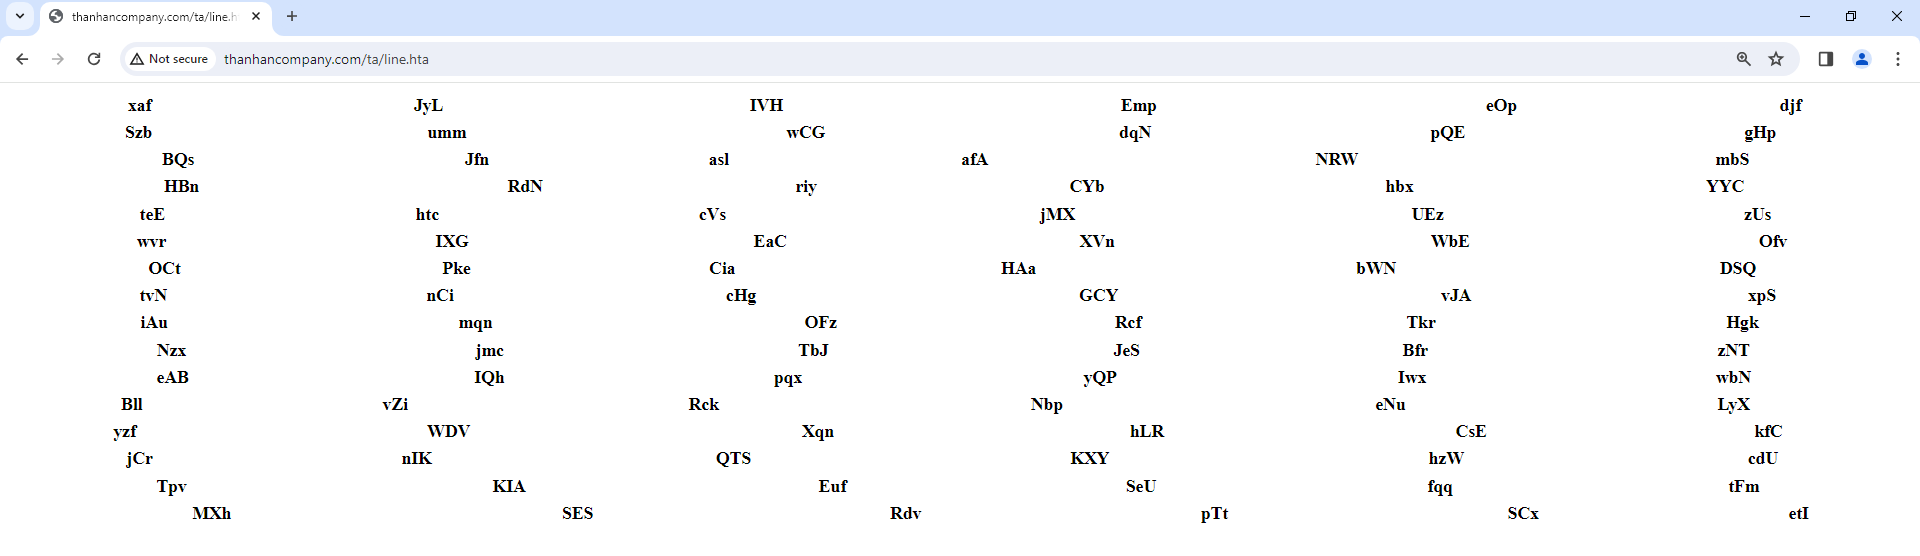 thanhancompany.com/ta/line.h
Not secure thanhancompany.com/ta/line.hta
xaf JyL IVH Emp eOp djf
Szb umm wCG dqN pQE gHp
BQs Jfn asl afA NRW mbS
HBn RdN riy CYb hbx YYC
teE htc cVs jMX UEz zUs
wvr IXG EaC XVn WbE Ofv
OCt Pke Cia HAa bWN DSQ
tvN nCi cHg GCY vJA xpS
iAu mqn OFz Rcf Tkr Hgk
Nzx jmc TbJ JeS Bfr zNT
eAB IQh pqx yQP Iwx wbN
Bll vZi Rck Nbp eNu LyX
yzf WDV Xqn hLR CsE kfC
jCr nIK QTS KXY hzW cdU
Tpv KIA Euf SeU fqq tFm
MXh SES Rdv pTt SCx etI